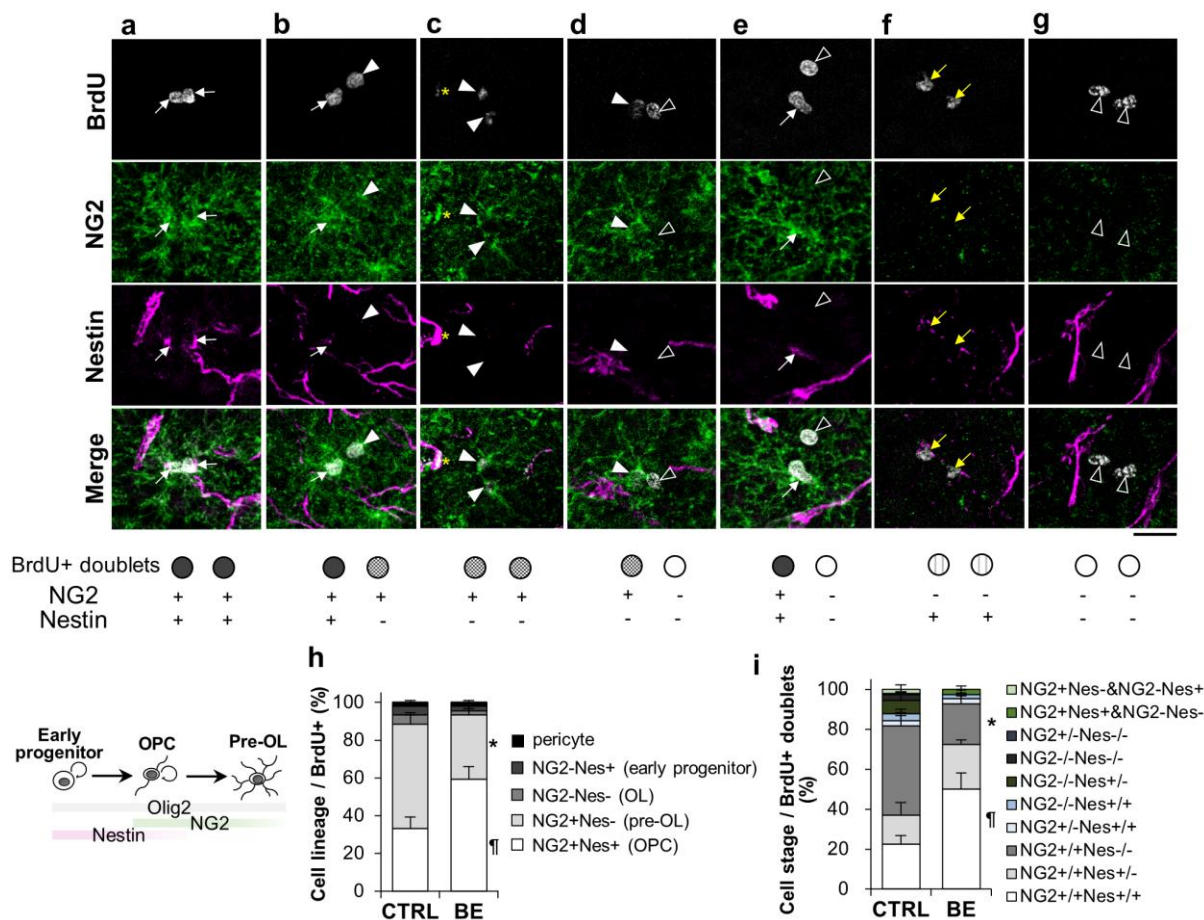 a b c d e f g
BrdU
NG2
Nestin
Merge
BrdU+ doublets
NG2 + + + + + + + - + - - - - -
Nestin + + + - - - - - + - + + - -
Early progenitor
OPC
Pre-OL
Olig2
NG2
Nestin
h
Cell lineage / BrdU+ (%)
100
80
60
40
20
0
CTRL BE
*
¶
pericyte
NG2-Nes+ (early progenitor)
NG2-Nes- (OL)
NG2+Nes- (pre-OL)
NG2+Nes+ (OPC)
i
Cell stage / BrdU+ doublets
(%)
100
80
60
40
20
0
CTRL BE
*
¶
NG2+Nes-&NG2-Nes+
NG2+Nes+&NG2-Nes-
NG2+/-Nes-/-
NG2-/-Nes-/-
NG2-/-Nes+/-
NG2-/-Nes+/+
NG2+/-Nes+/+
NG2+/+Nes-/-
NG2+/+Nes+/-
NG2+/+Nes+/+